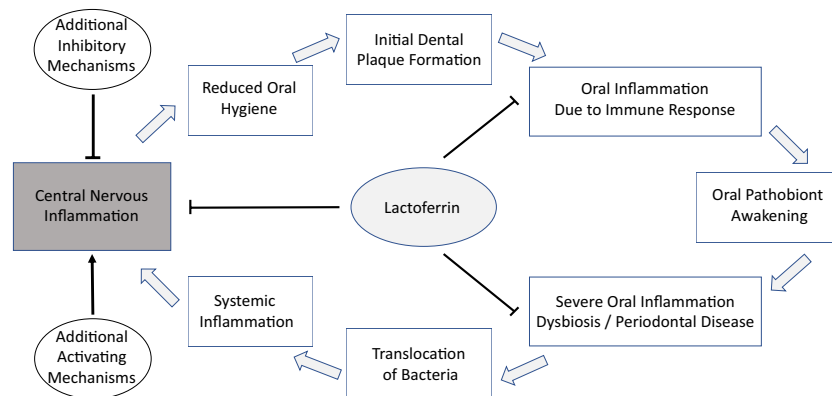 Additional
Inhibitory
Mechanisms
Reduced Oral
Hygiene
Initial Dental
Plaque Formation
Oral Inflammation
Due to Immune Response
Central Nervous
Inflammation
Lactoferrin
Oral Pathobiont
Awakening
Additional
Activating
Mechanisms
Systemic
Inflammation
Translocation
of Bacteria
Severe Oral Inflammation
Dysbiosis / Periodontal Disease